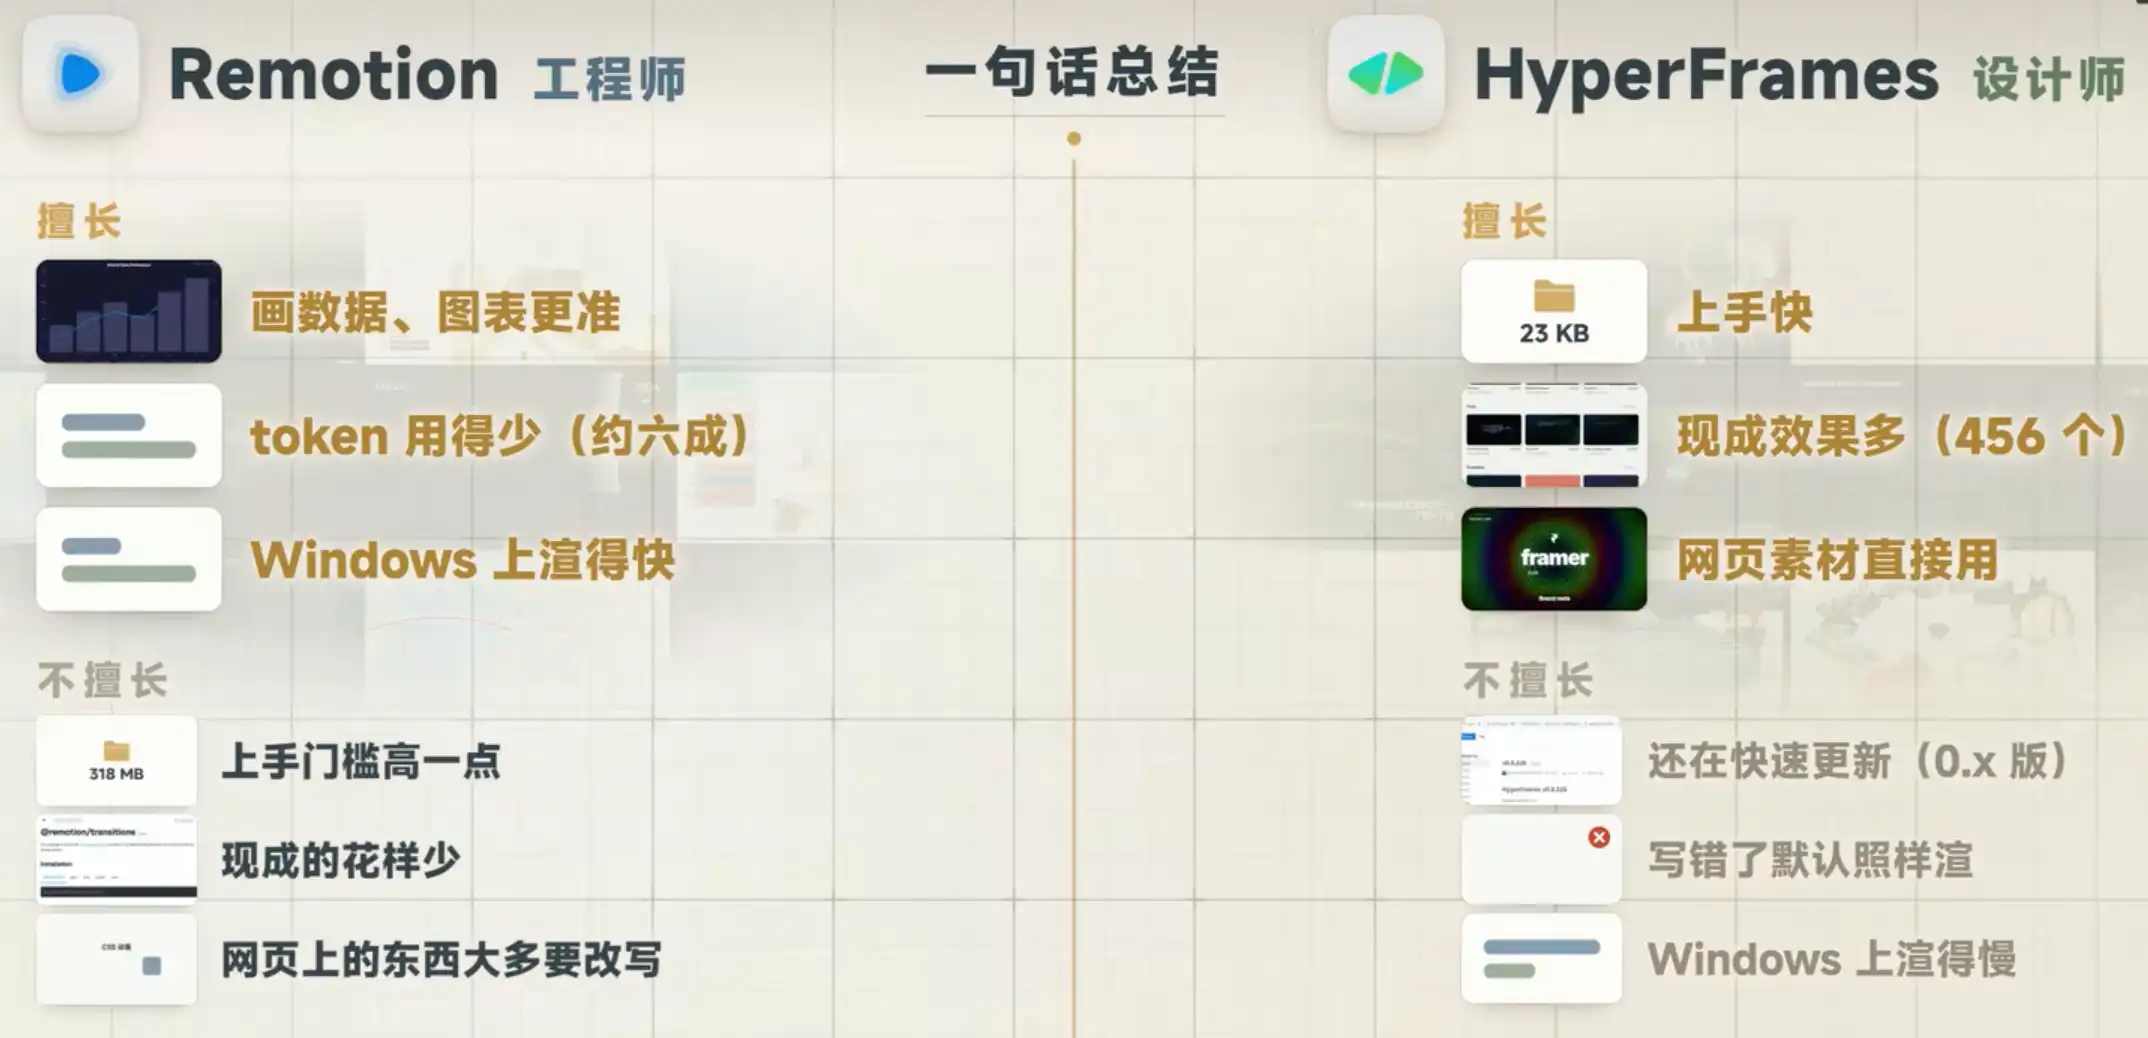 Remotion 工程师
一句话总结
HyperFrames 设计师
擅长
画数据、图表更准
token 用得少（约六成）
Windows 上渲得快
不擅长
318 MB
上手门槛高一点
@remotion/transitions
Installation
现成的花样少
CSS 动画
网页上的东西大多要改写
擅长
23 KB
上手快
现成效果多（456 个）
framer
网页素材直接用
不擅长
还在快速更新（0.x 版）
写错了默认照样渲
Windows 上渲得慢